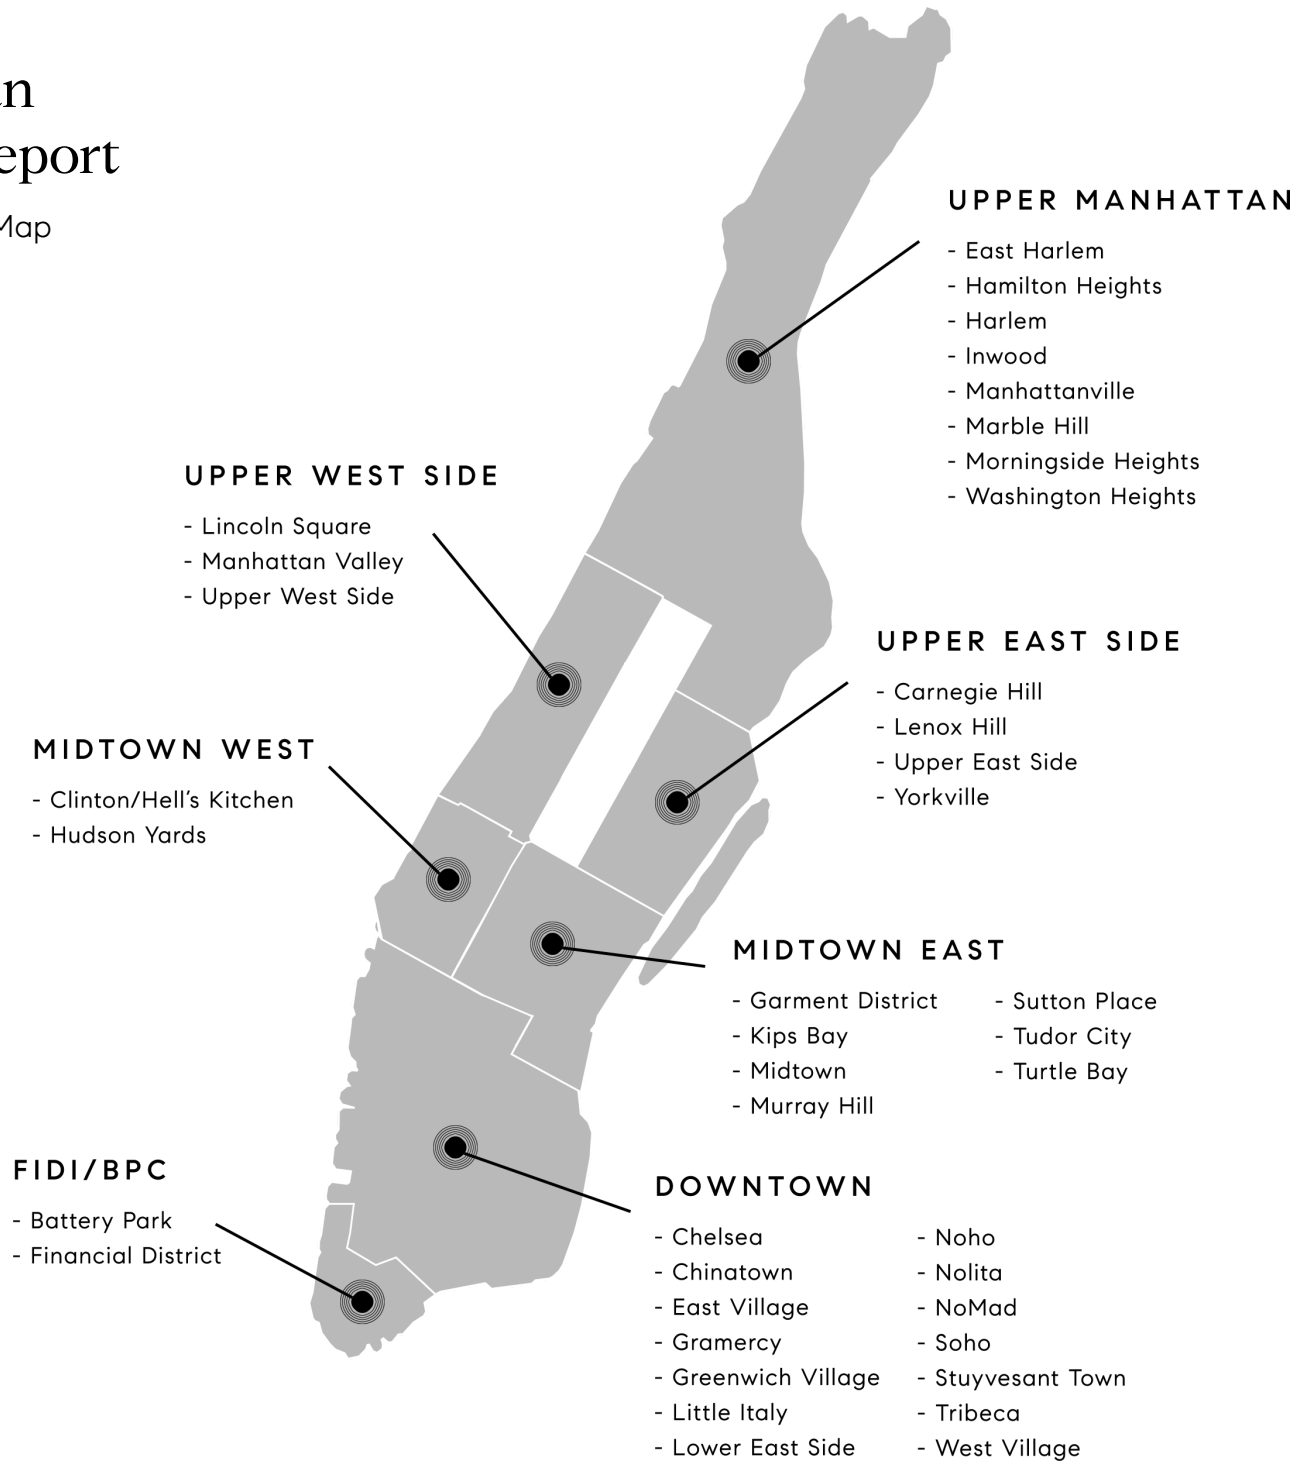 an
eport
Map
UPPER MANHATTAN
- East Harlem
- Hamilton Heights
- Harlem
- Inwood
- Manhattanville
- Marble Hill
- Morningside Heights
- Washington Heights
UPPER WEST SIDE
- Lincoln Square
- Manhattan Valley
- Upper West Side
UPPER EAST SIDE
- Carnegie Hill
- Lenox Hill
- Upper East Side
- Yorkville
MIDTOWN WEST
- Clinton/Hell's Kitchen
- Hudson Yards
MIDTOWN EAST
- Garment District
- Kips Bay
- Midtown
- Murray Hill
- Sutton Place
- Tudor City
- Turtle Bay
FIDI/BPC
- Battery Park
- Financial District
DOWNTOWN
- Chelsea
- Chinatown
- East Village
- Gramercy
- Greenwich Village
- Little Italy
- Lower East Side
- Noho
- Nolita
- NoMad
- Soho
- Stuyvesant Town
- Tribeca
- West Village